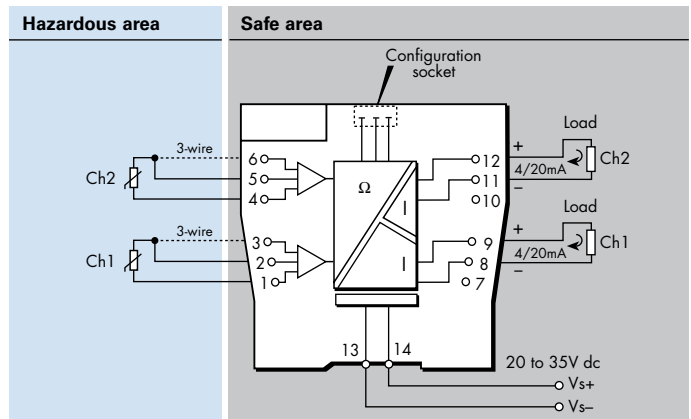 Hazardous area
Safe area
Configuration
socket
3-wire
Ch2
6
5
4
3-wire
Ch1
3
2
1
Ω
I
I
12
11
10
9
8
7
Load
+
4/20mA
–
Ch2
Load
+
4/20mA
–
Ch1
13
14
20 to 35V dc
Vs+
Vs–